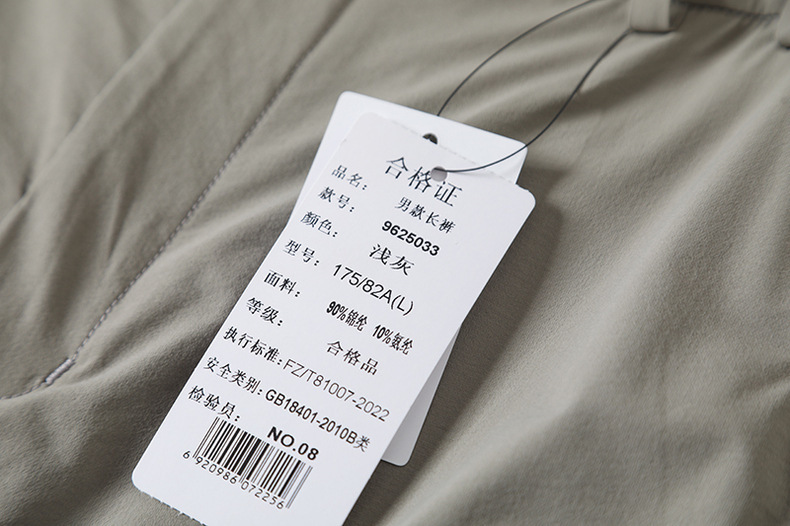 合格证
品名：男款长裤
款号：9625033
颜色：浅灰
型号：175/82A(L)
面料：90%锦纶 10%氨纶
等级：合格品
执行标准：FZ/T81007-2022
安全类别：GB18401-2010B类
检验员：NO.08
6920986072256